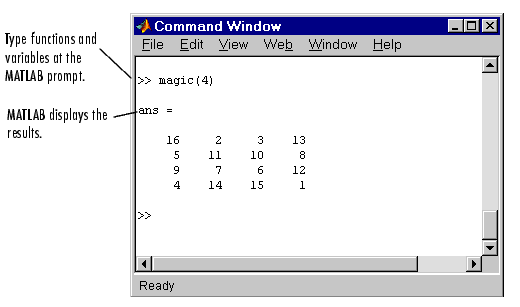 Type functions and
variables at the
MATLAB prompt.
MATLAB displays the
results.
Command Window
File Edit View Web Window Help
>> magic(4)
ans =
16 2 3 13
5 11 10 8
9 7 6 12
4 14 15 1
>>
Ready